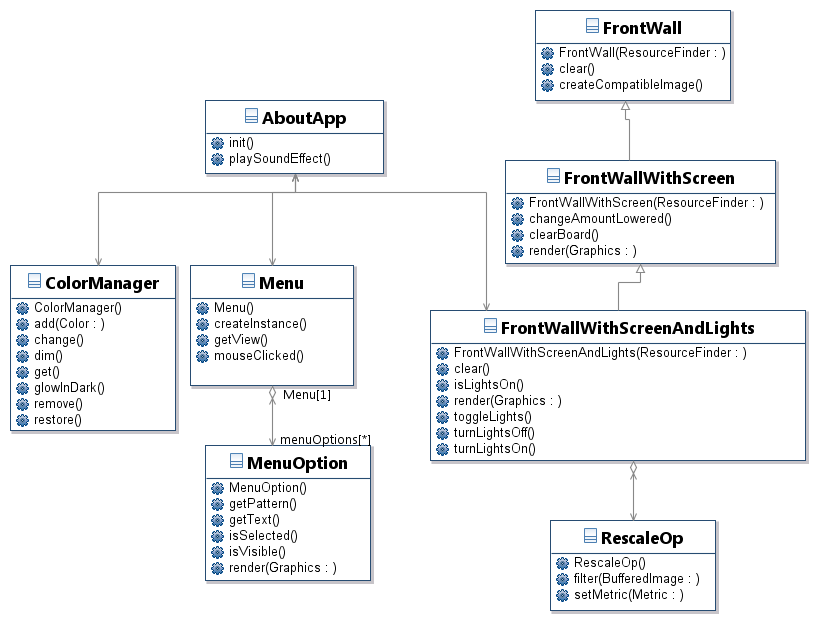 FrontWall
FrontWall(ResourceFinder : )
clear()
createCompatibleImage()
AboutApp
init()
playSoundEffect()
FrontWallWithScreen
FrontWallWithScreen(ResourceFinder : )
changeAmountLowered()
clearBoard()
render(Graphics : )
ColorManager
ColorManager()
add(Color : )
change()
dim()
get()
glowInDark()
remove()
restore()
Menu
Menu()
createInstance()
getView()
mouseClicked()
Menu[1]
menuOptions[*]
FrontWallWithScreenAndLights
FrontWallWithScreenAndLights(ResourceFinder : )
clear()
isLightsOn()
render(Graphics : )
toggleLights()
turnLightsOff()
turnLightsOn()
MenuOption
MenuOption()
getPattern()
getText()
isSelected()
isVisible()
render(Graphics : )
RescaleOp
RescaleOp()
filter(BufferedImage : )
setMetric(Metric : )